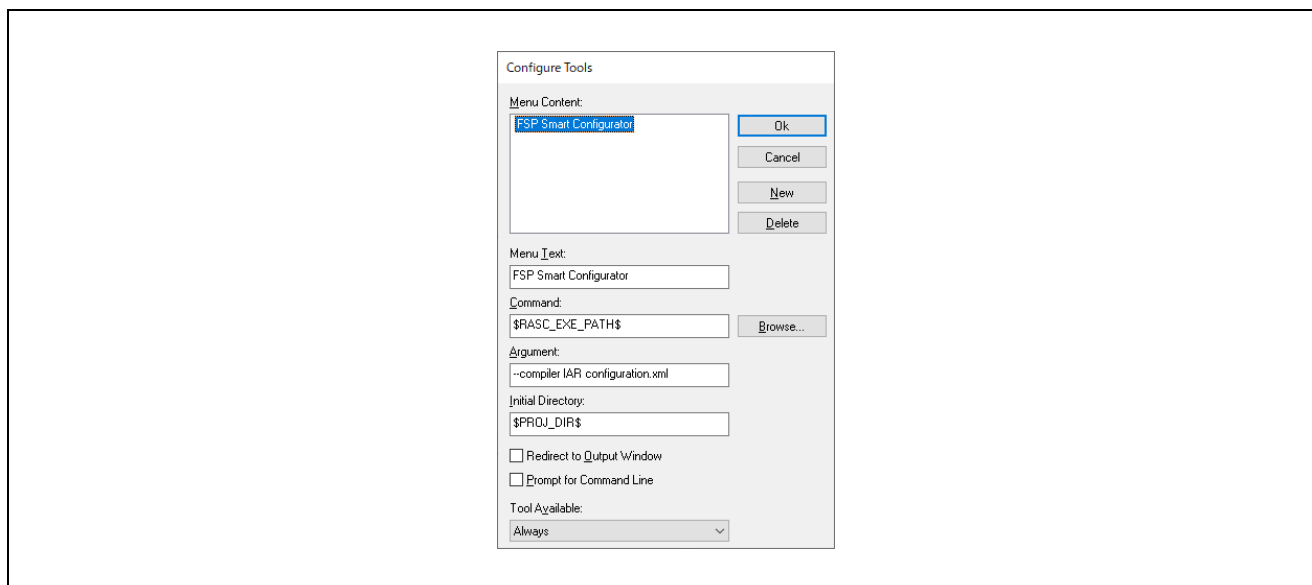 Configure Tools
Menu Content:
FSP Smart Configurator
Ok
Cancel
New
Delete
Menu Text:
FSP Smart Configurator
Command:
$RASC_EXE_PATH$
Browse...
Argument:
--compiler IAR configuration.xml
Initial Directory:
$PROJ_DIR$
Redirect to Output Window
Prompt for Command Line
Tool Available:
Always